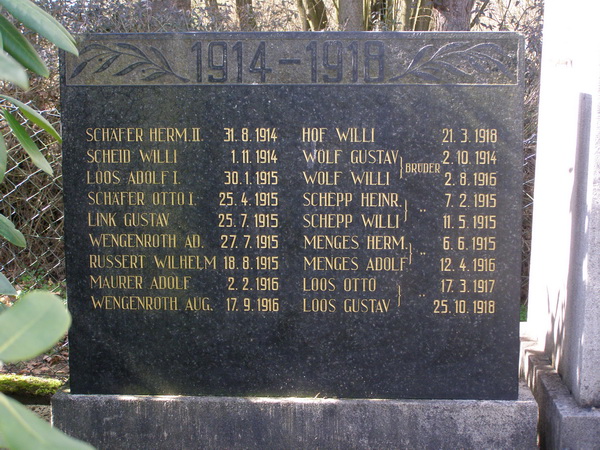 1914-1918
SCHÄFER HERM. II. 31.8.1914
SCHEID WILLI 1.11.1914
LOOS ADOLF I. 30.1.1915
SCHÄFER OTTO I. 25.4.1915
LINK GUSTAV 25.7.1915
WENGENROTH AD. 27.7.1915
RUSSERT WILHELM 18.8.1915
MAURER ADOLF 2.2.1916
WENGENROTH AUG. 17.9.1916
HOF WILLI 21.3.1918
WOLF GUSTAV } BRÜDER 2.10.1914
WOLF WILLI 2.8.1916
SCHEPP HEINR. } „ 7.2.1915
SCHEPP WILLI 11.5.1915
MENGES HERM. } „ 6.6.1915
MENGES ADOLF 12.4.1916
LOOS OTTO } „ 17.3.1917
LOOS GUSTAV 25.10.1918